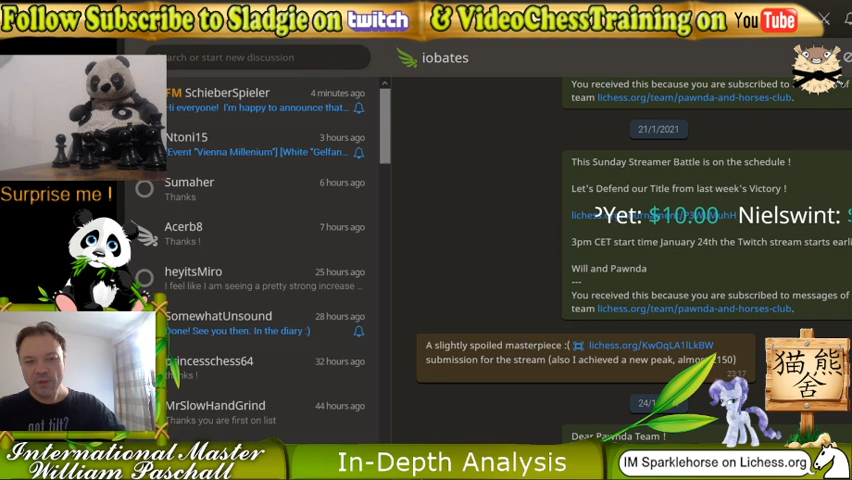 Follow Subscribe to Sladgie on twitch & VideoChessTraining on YouTube
Surprise me !
got tilt?
International Master
William Paschall
rch or start new discussion
FM SchieberSpieler
4 minutes ago
Hi everyone! I'm happy to announce that...
Ntoni15
3 hours ago
[Event "Vienna Millenium"] [White "Gelfan...
Sumaher
6 hours ago
Thanks
Acerb8
7 hours ago
Thanks !
heyitsMiro
25 hours ago
I feel like I am seeing a pretty strong increase ...
SomewhatUnsound
28 hours ago
Done! See you then. In the diary :)
princesschess64
32 hours ago
thanks !
MrSlowHandGrind
44 hours ago
Thanks you are first on list
iobates
You received this because you are subscribed to
team lichess.org/team/pawnda-and-horses-club.
21/1/2021
This Sunday Streamer Battle is on the schedule !
Let's Defend our Title from last week's Victory !
?Yet: $10.00 Nielswint:
3pm CET start time January 24th the Twitch stream starts earli
Will and Pawnda
---
You received this because you are subscribed to messages of
team lichess.org/team/pawnda-and-horses-club.
A slightly spoiled masterpiece :( lichess.org/KwOqLA1lLkBW
submission for the stream (also I achieved a new peak, almost 2150)
23:17
24/1
Dear Pawnda Team !
猫熊
舍
In-Depth Analysis
IM Sparklehorse on Lichess.org